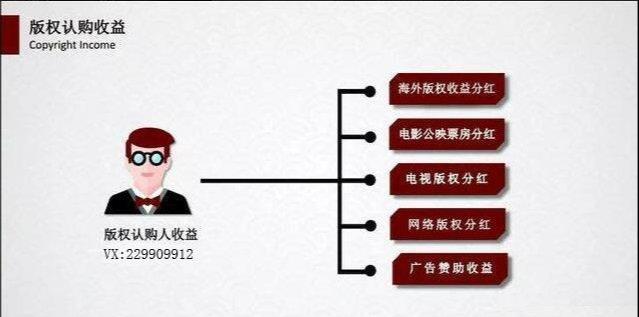 版权认购收益
Copyright Income
海外版权收益分红
电影公映票房分红
电视版权分红
网络版权分红
广告赞助收益
版权认购人收益
VX:229909912